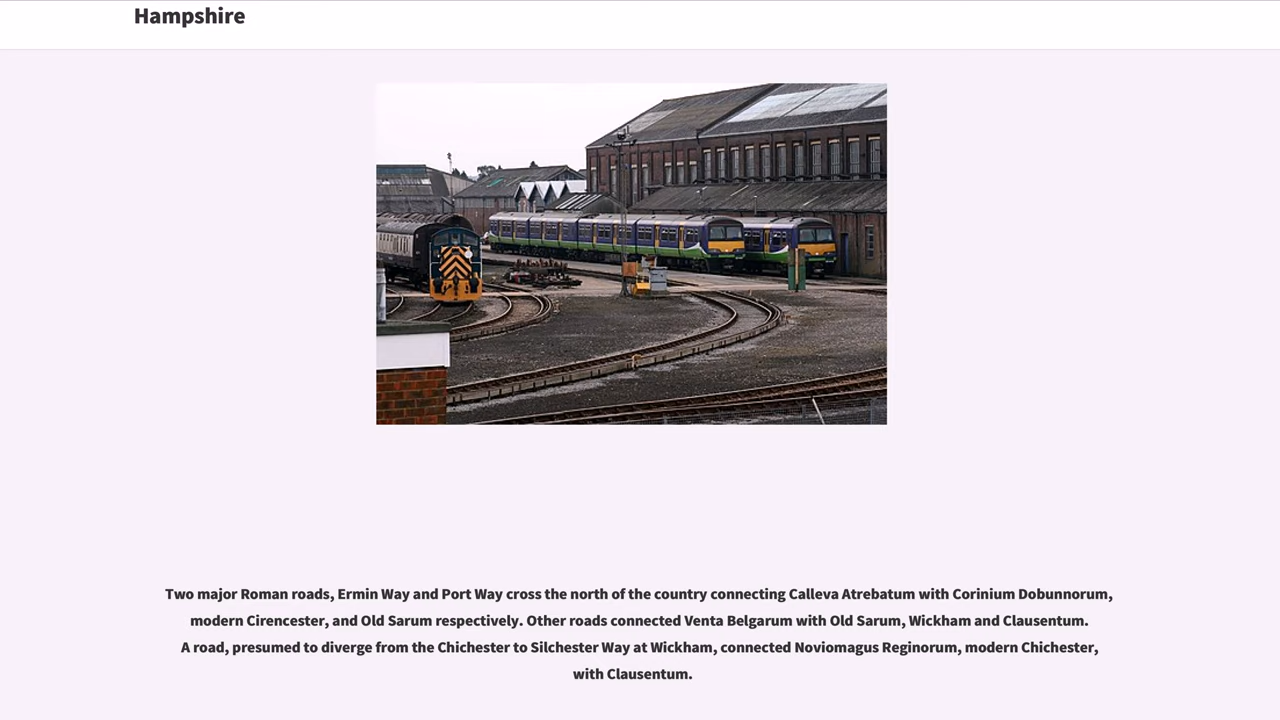 Hampshire
Two major Roman roads, Ermin Way and Port Way cross the north of the country connecting Calleva Atrebatum with Corinium Dobunnorum,
modern Cirencester, and Old Sarum respectively. Other roads connected Venta Belgarum with Old Sarum, Wickham and Clausentum.
A road, presumed to diverge from the Chichester to Silchester Way at Wickham, connected Noviomagus Reginorum, modern Chichester,
with Clausentum.